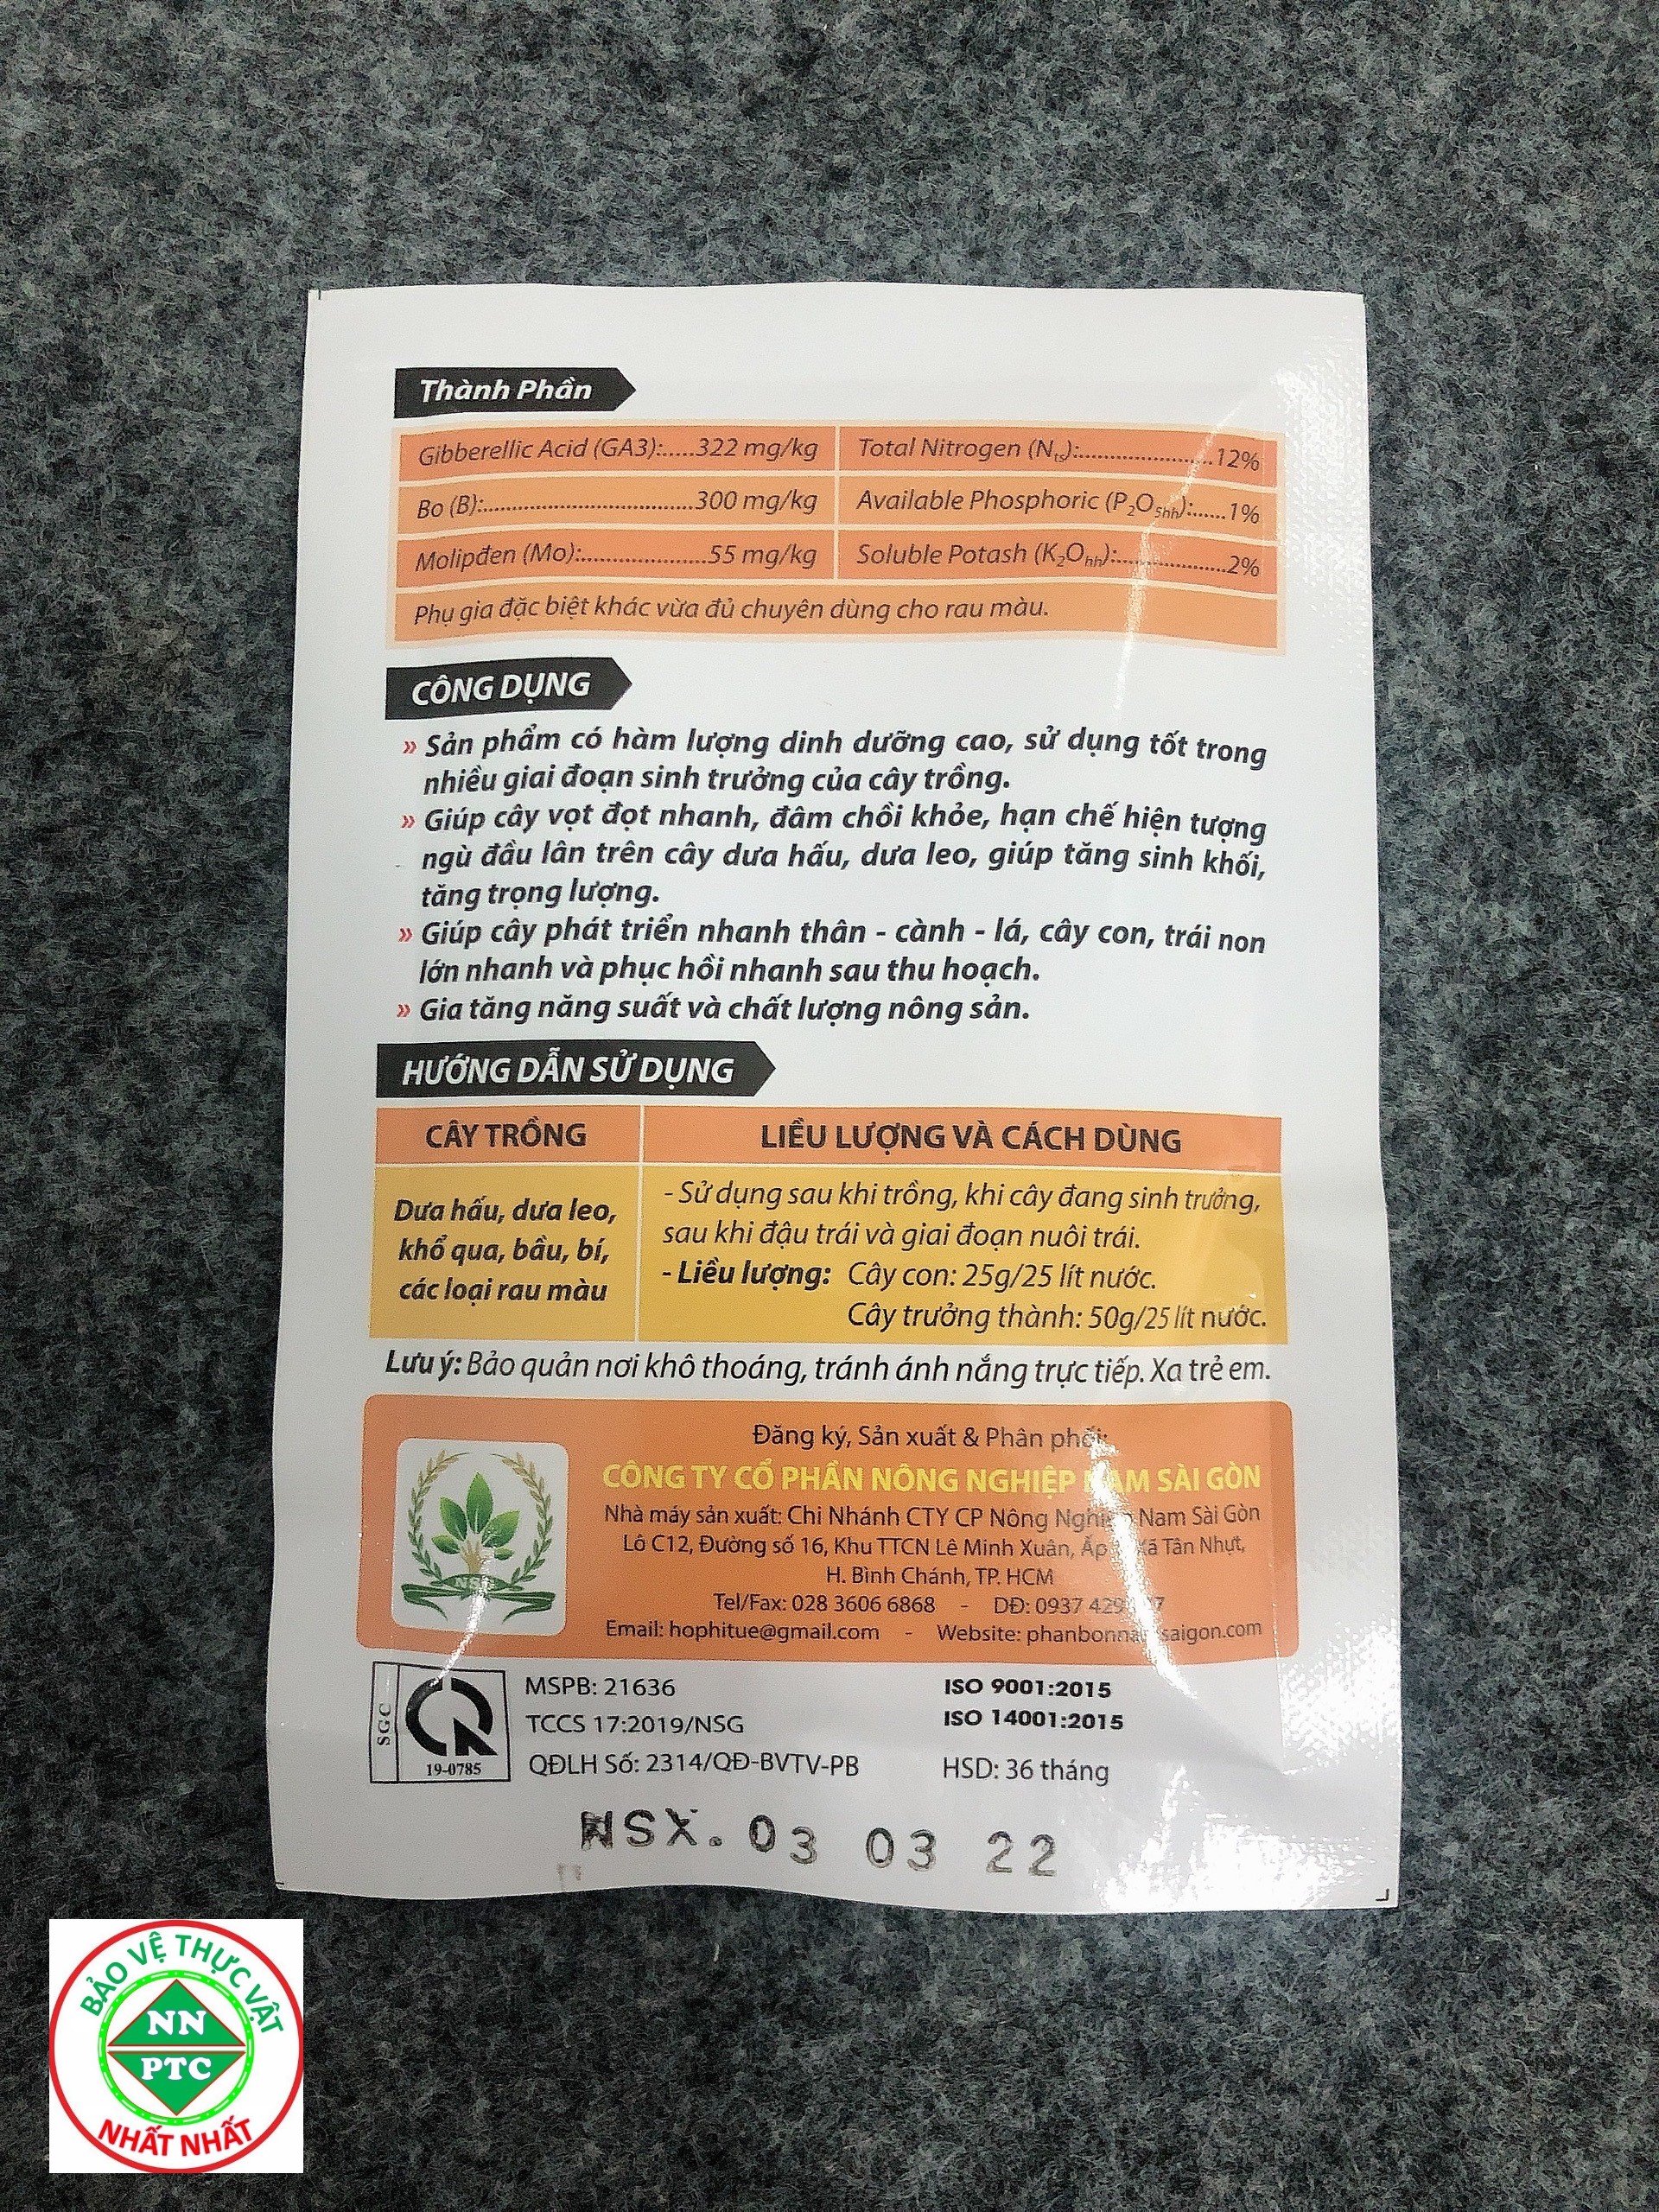 Thành Phần
Gibberellic Acid (GA3):.....322 mg/kg
Total Nitrogen (Nts):......................12%
Bo (B):...................................300 mg/kg
Available Phosphoric (P2O5hh):......1%
Molipđen (Mo):.....................55 mg/kg
Soluble Potash (K2Ohh):...................2%
Phụ gia đặc biệt khác vừa đủ chuyên dùng cho rau màu.
CÔNG DỤNG
» Sản phẩm có hàm lượng dinh dưỡng cao, sử dụng tốt trong
nhiều giai đoạn sinh trưởng của cây trồng.
» Giúp cây vọt đọt nhanh, đâm chồi khỏe, hạn chế hiện tượng
ngù đầu lân trên cây dưa hấu, dưa leo, giúp tăng sinh khối,
tăng trọng lượng.
» Giúp cây phát triển nhanh thân - cành - lá, cây con, trái non
lớn nhanh và phục hồi nhanh sau thu hoạch.
» Gia tăng năng suất và chất lượng nông sản.
HƯỚNG DẪN SỬ DỤNG
CÂY TRỒNG
LIỀU LƯỢNG VÀ CÁCH DÙNG
Dưa hấu, dưa leo,
khổ qua, bầu, bí,
các loại rau màu
- Sử dụng sau khi trồng, khi cây đang sinh trưởng,
sau khi đậu trái và giai đoạn nuôi trái.
- Liều lượng: Cây con: 25g/25 lít nước.
Cây trưởng thành: 50g/25 lít nước.
Lưu ý: Bảo quản nơi khô thoáng, tránh ánh nắng trực tiếp. Xa trẻ em.
Đăng ký, Sản xuất & Phân phối:
CÔNG TY CỔ PHẦN NÔNG NGHIỆP NAM SÀI GÒN
Nhà máy sản xuất: Chi Nhánh CTY CP Nông Nghiệp Nam Sài Gòn
Lô C12, Đường số 16, Khu TTCN Lê Minh Xuân, Ấp Xã Tân Nhựt,
H. Bình Chánh, TP. HCM
Tel/Fax: 028 3606 6868 - DĐ: 0937
Email: hophitue@gmail.com - Website: phanbonnamsaigon.com
NSG
SGC
19-0785
MSPB: 21636
TCCS 17:2019/NSG
QĐLH Số: 2314/QĐ-BVTV-PB
ISO 9001:2015
ISO 14001:2015
HSD: 36 tháng
NSX. 03 03 22
BẢO VỆ THỰC VẬT
NN
PTC
NHẤT NHẤT